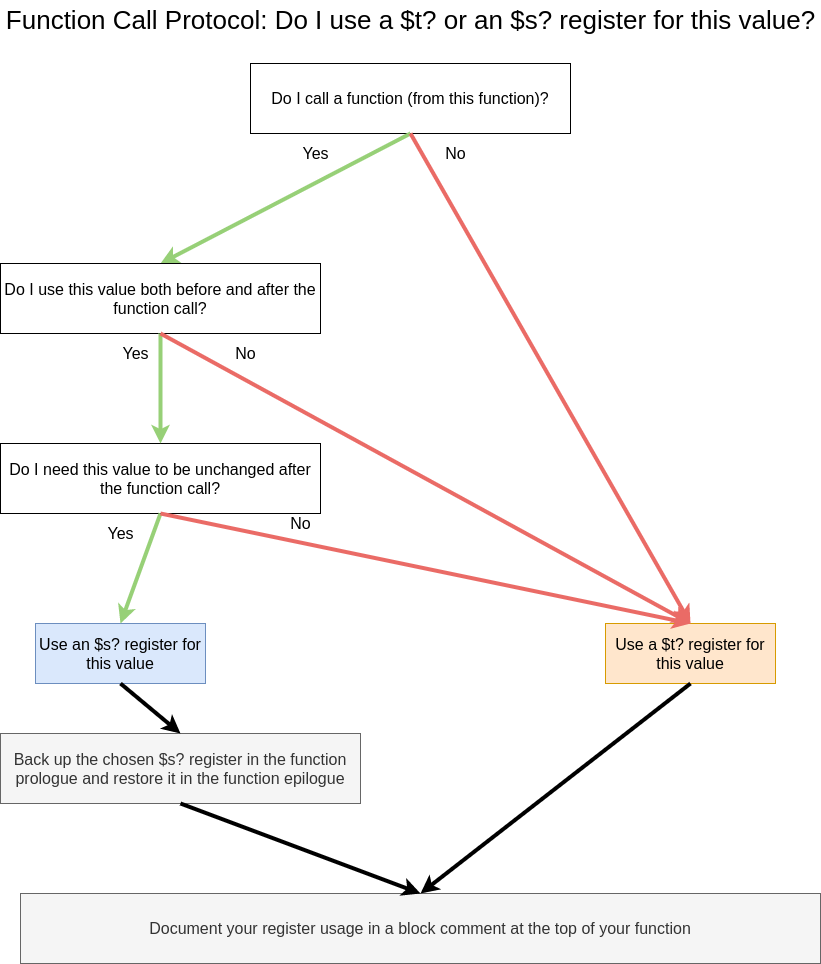 Function Call Protocol: Do I use a $t? or an $s? register for this value?
Do I call a function (from this function)?
Yes
No
Do I use this value both before and after the
function call?
Yes
No
Do I need this value to be unchanged after
the function call?
Yes
No
Use an $s? register for
this value
Use a $t? register for
this value
Back up the chosen $s? register in the function
prologue and restore it in the function epilogue
Document your register usage in a block comment at the top of your function